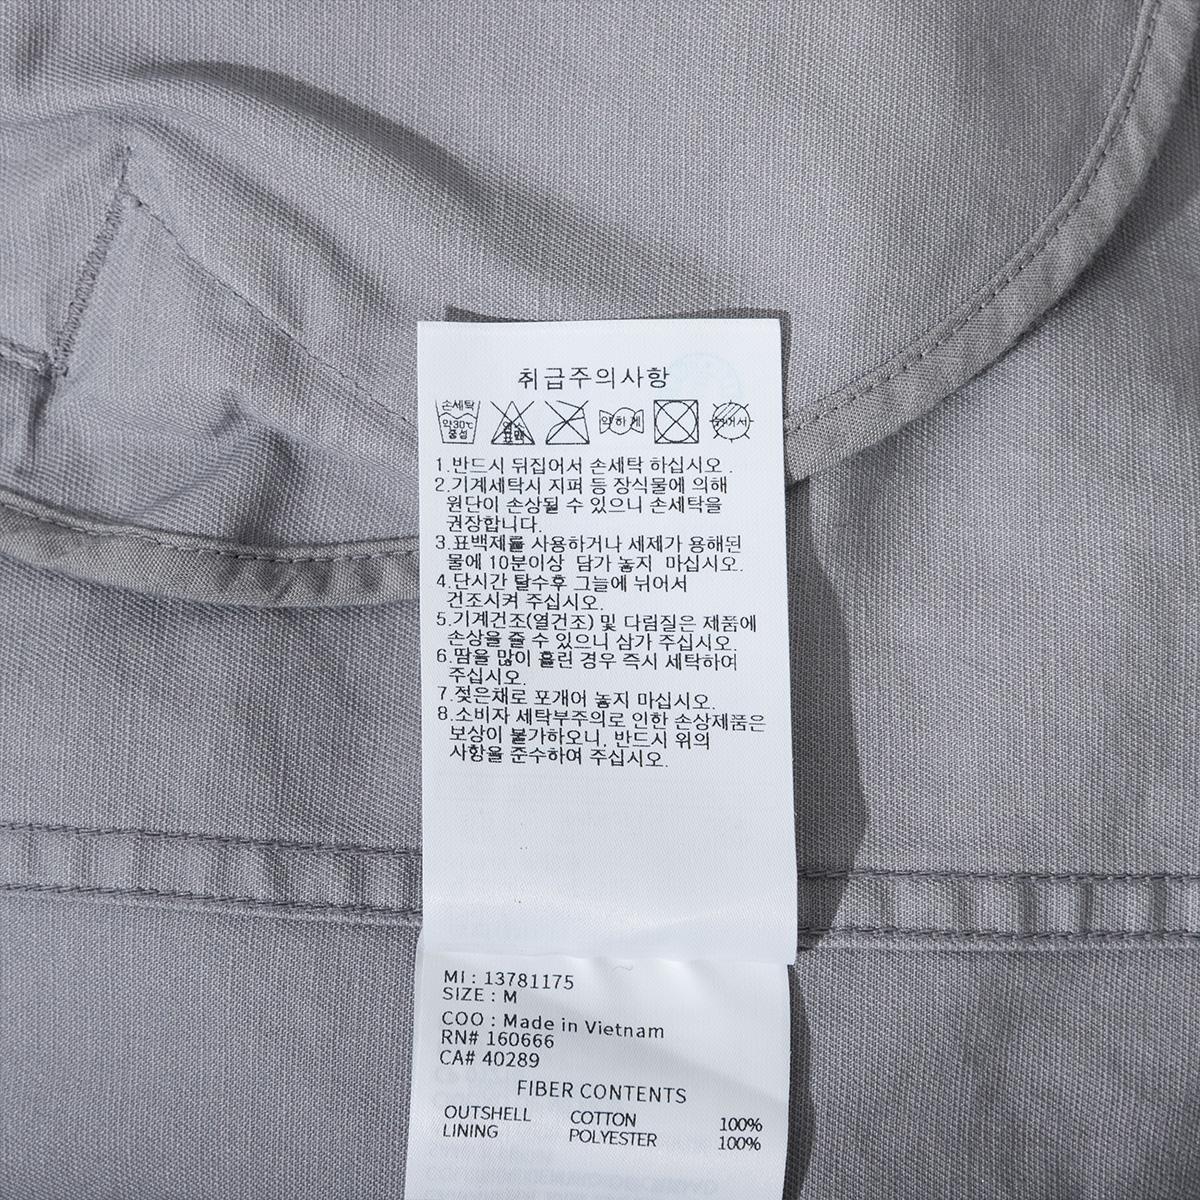 취급주의사항
손세탁
약30℃
중성
염소
표백
약하게
1.반드시 뒤집어서 손세탁 하십시오 .
2.기계세탁시 지퍼 등 장식물에 의해
원단이 손상될 수 있으니 손세탁을
권장합니다.
3.표백제를 사용하거나 세제가 용해된
물에 10분이상 담가 놓지 마십시오.
4.단시간 탈수후 그늘에 뉘어서
건조시켜 주십시오.
5.기계건조(열건조) 및 다림질은 제품에
손상을 줄 수 있으니 삼가 주십시오.
6.땀을 많이 흘린 경우 즉시 세탁하여
주십시오.
7.젖은채로 포개어 놓지 마십시오.
8.소비자 세탁부주의로 인한 손상제품은
보상이 불가하오니, 반드시 위의
사항을 준수하여 주십시오.
MI : 13781175
SIZE : M
COO : Made in Vietnam
RN# 160666
CA# 40289
FIBER CONTENTS
OUTSHELL COTTON 100%
LINING POLYESTER 100%